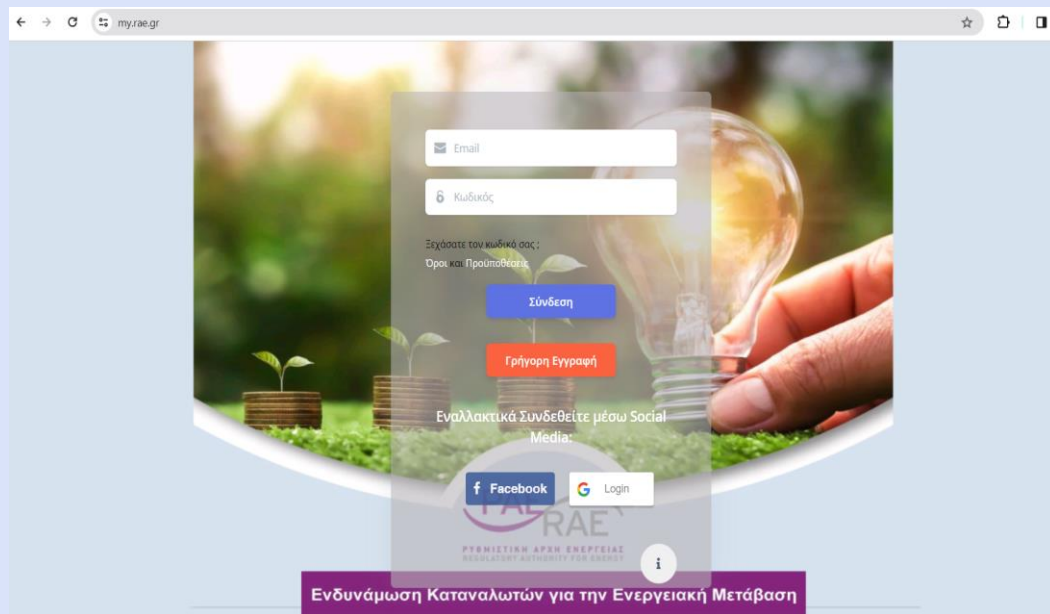 my.rae.gr
Email
Κωδικός
Ξεχάσατε τον κωδικό σας ;
Όροι και Προϋποθέσεις
Σύνδεση
Γρήγορη Εγγραφή
Εναλλακτικά Συνδεθείτε μέσω Social
Media:
f Facebook
G Login
ΡΑΕ
RAE
ΡΥΘΜΙΣΤΙΚΗ ΑΡΧΗ ΕΝΕΡΓΕΙΑΣ
REGULATORY AUTHORITY FOR ENERGY
i
Ενδυνάμωση Καταναλωτών για την Ενεργειακή Μετάβαση